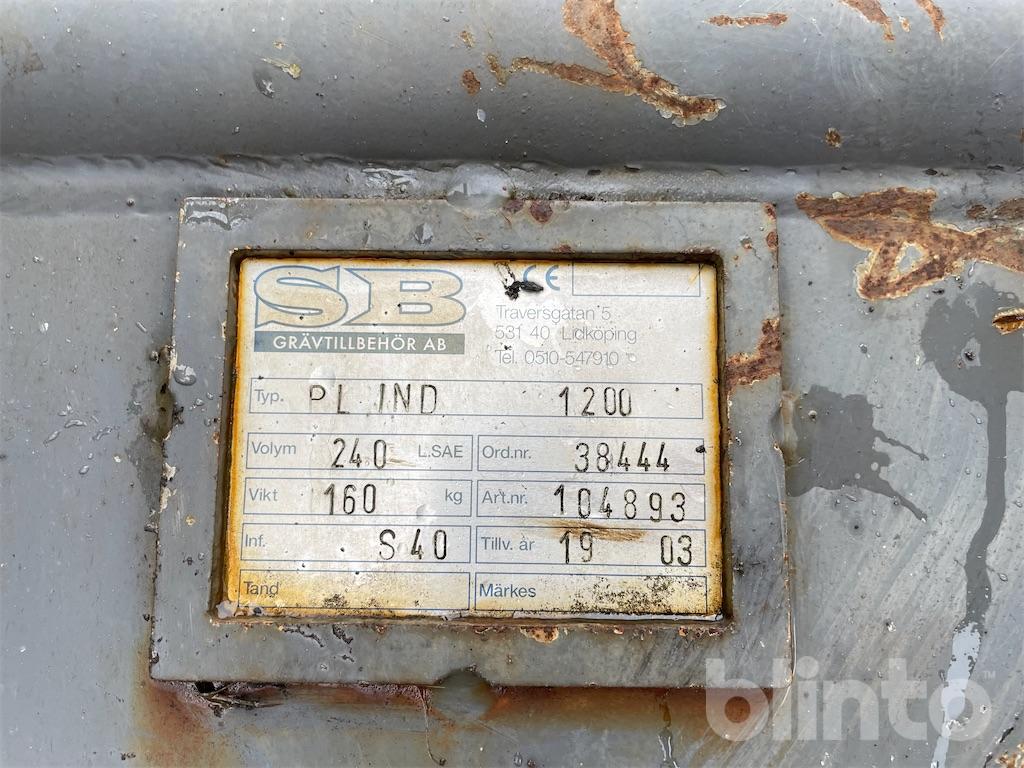 SB
GRÄVTILLBEHÖR AB
CE
Traversgatan 5
531 40 Lidköping
Tel. 0510-547910
Typ. PL IND 1200
Volym 240 L.SAE Ord.nr. 38444
Vikt 160 kg Art.nr. 104893
Inf. S40 Tillv. år 19 03
Tand Märkes
blinto™